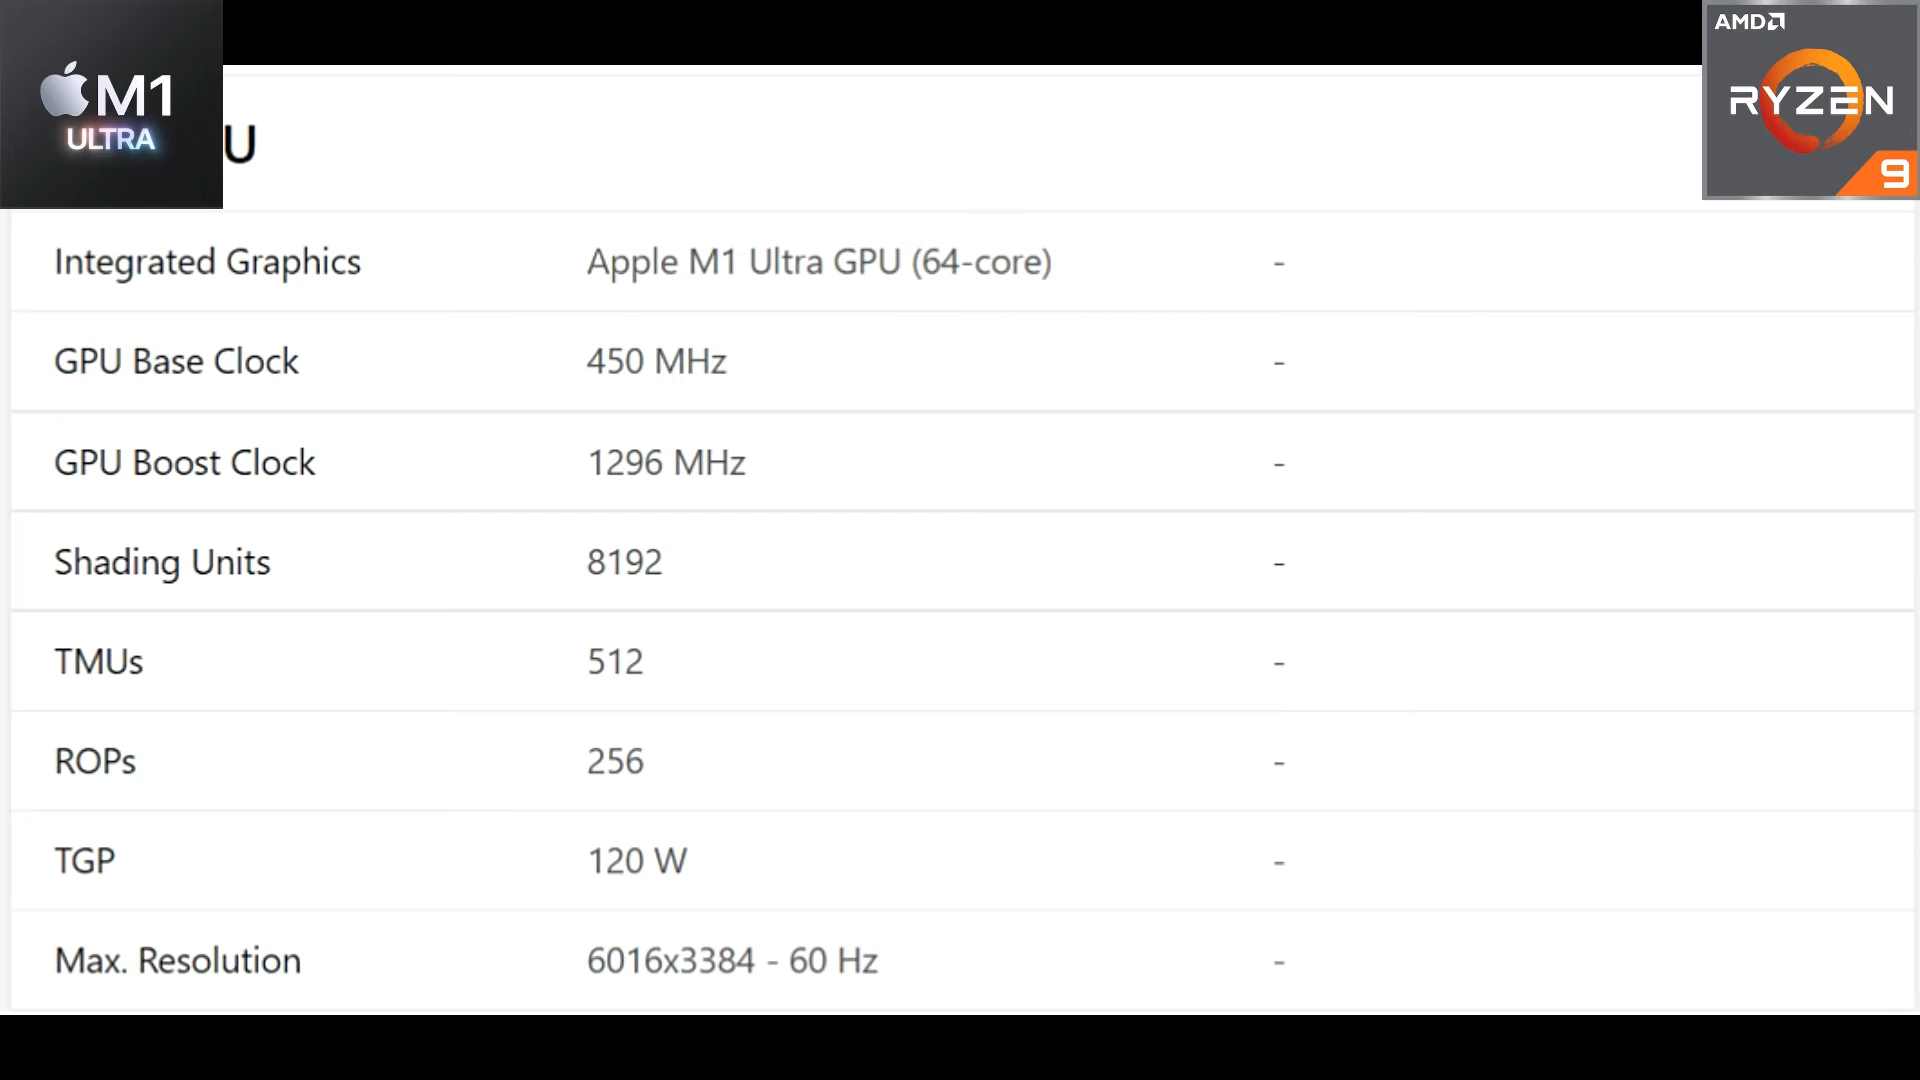 M1
ULTRA
AMD
RYZEN
9
U
Integrated Graphics Apple M1 Ultra GPU (64-core) -
GPU Base Clock 450 MHz -
GPU Boost Clock 1296 MHz -
Shading Units 8192 -
TMUs 512 -
ROPs 256 -
TGP 120 W -
Max. Resolution 6016x3384 - 60 Hz -